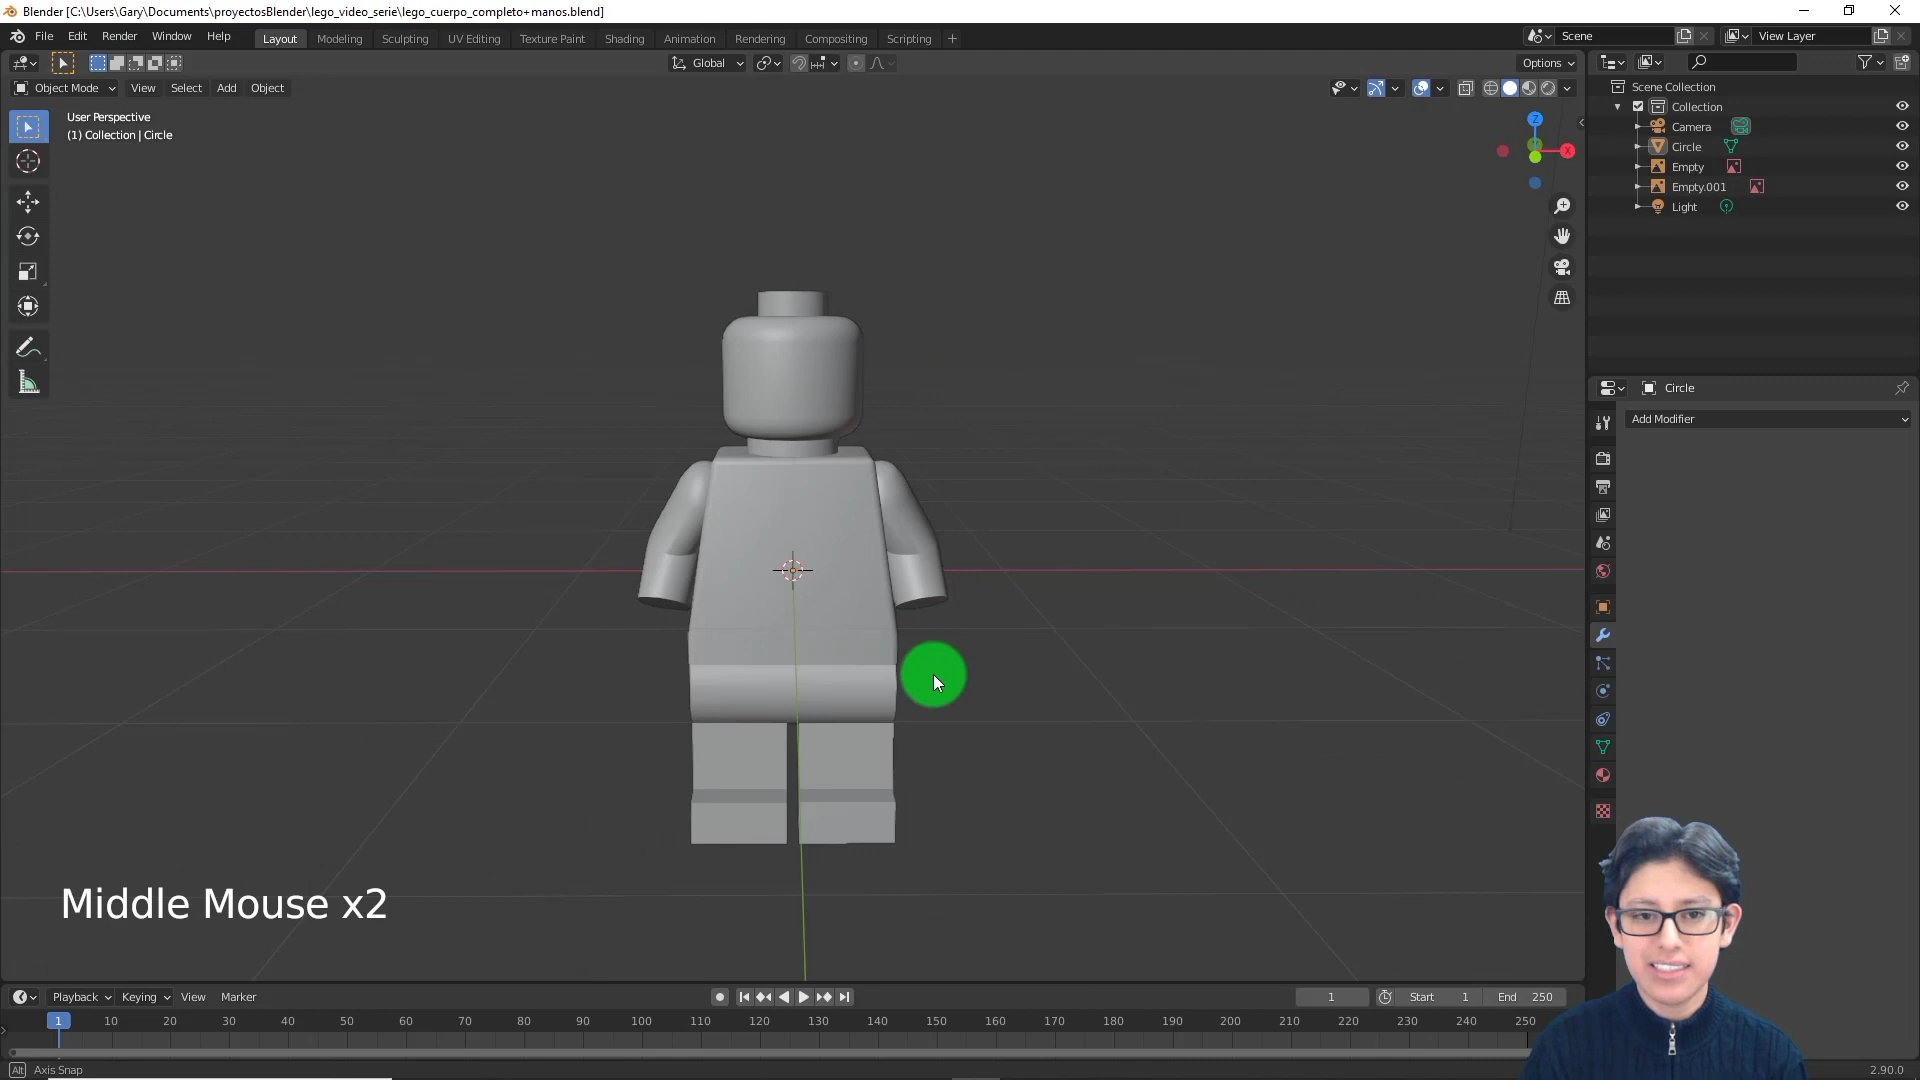 Blender [C:\Users\Gary\Documents\proyectosBlender\lego_video_serie\lego_cuerpo_completo+manos.blend]
File Edit Render Window Help Layout Modeling Sculpting UV Editing Texture Paint Shading Animation Rendering Compositing Scripting + Scene View Layer
Global Options
Object Mode View Select Add Object
User Perspective
(1) Collection | Circle
Z
X
Scene Collection
Collection
Camera
Circle
Empty
Empty.001
Light
Circle
Add Modifier
Middle Mouse x2
Playback Keying View Marker 1 Start 1 End 250
1 10 20 30 40 50 60 70 80 90 100 110 120 130 140 150 160 170 180 190 200 210 220 230 240 250
Alt Axis Snap 2.90.0